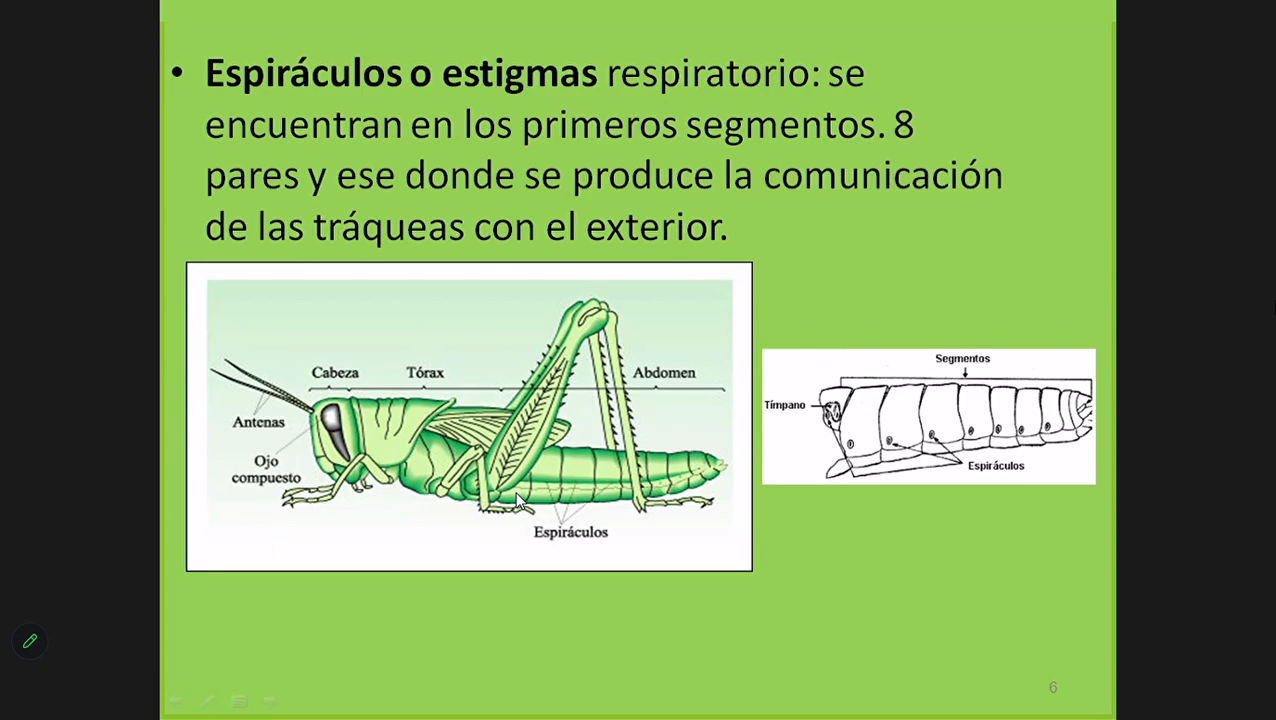 • Espiráculos o estigmas respiratorio: se
encuentran en los primeros segmentos. 8
pares y ese donde se produce la comunicación
de las tráqueas con el exterior.
Cabeza
Tórax
Abdomen
Antenas
Ojo
compuesto
Espiráculos
Segmentos
Tímpano
Espiráculos
6